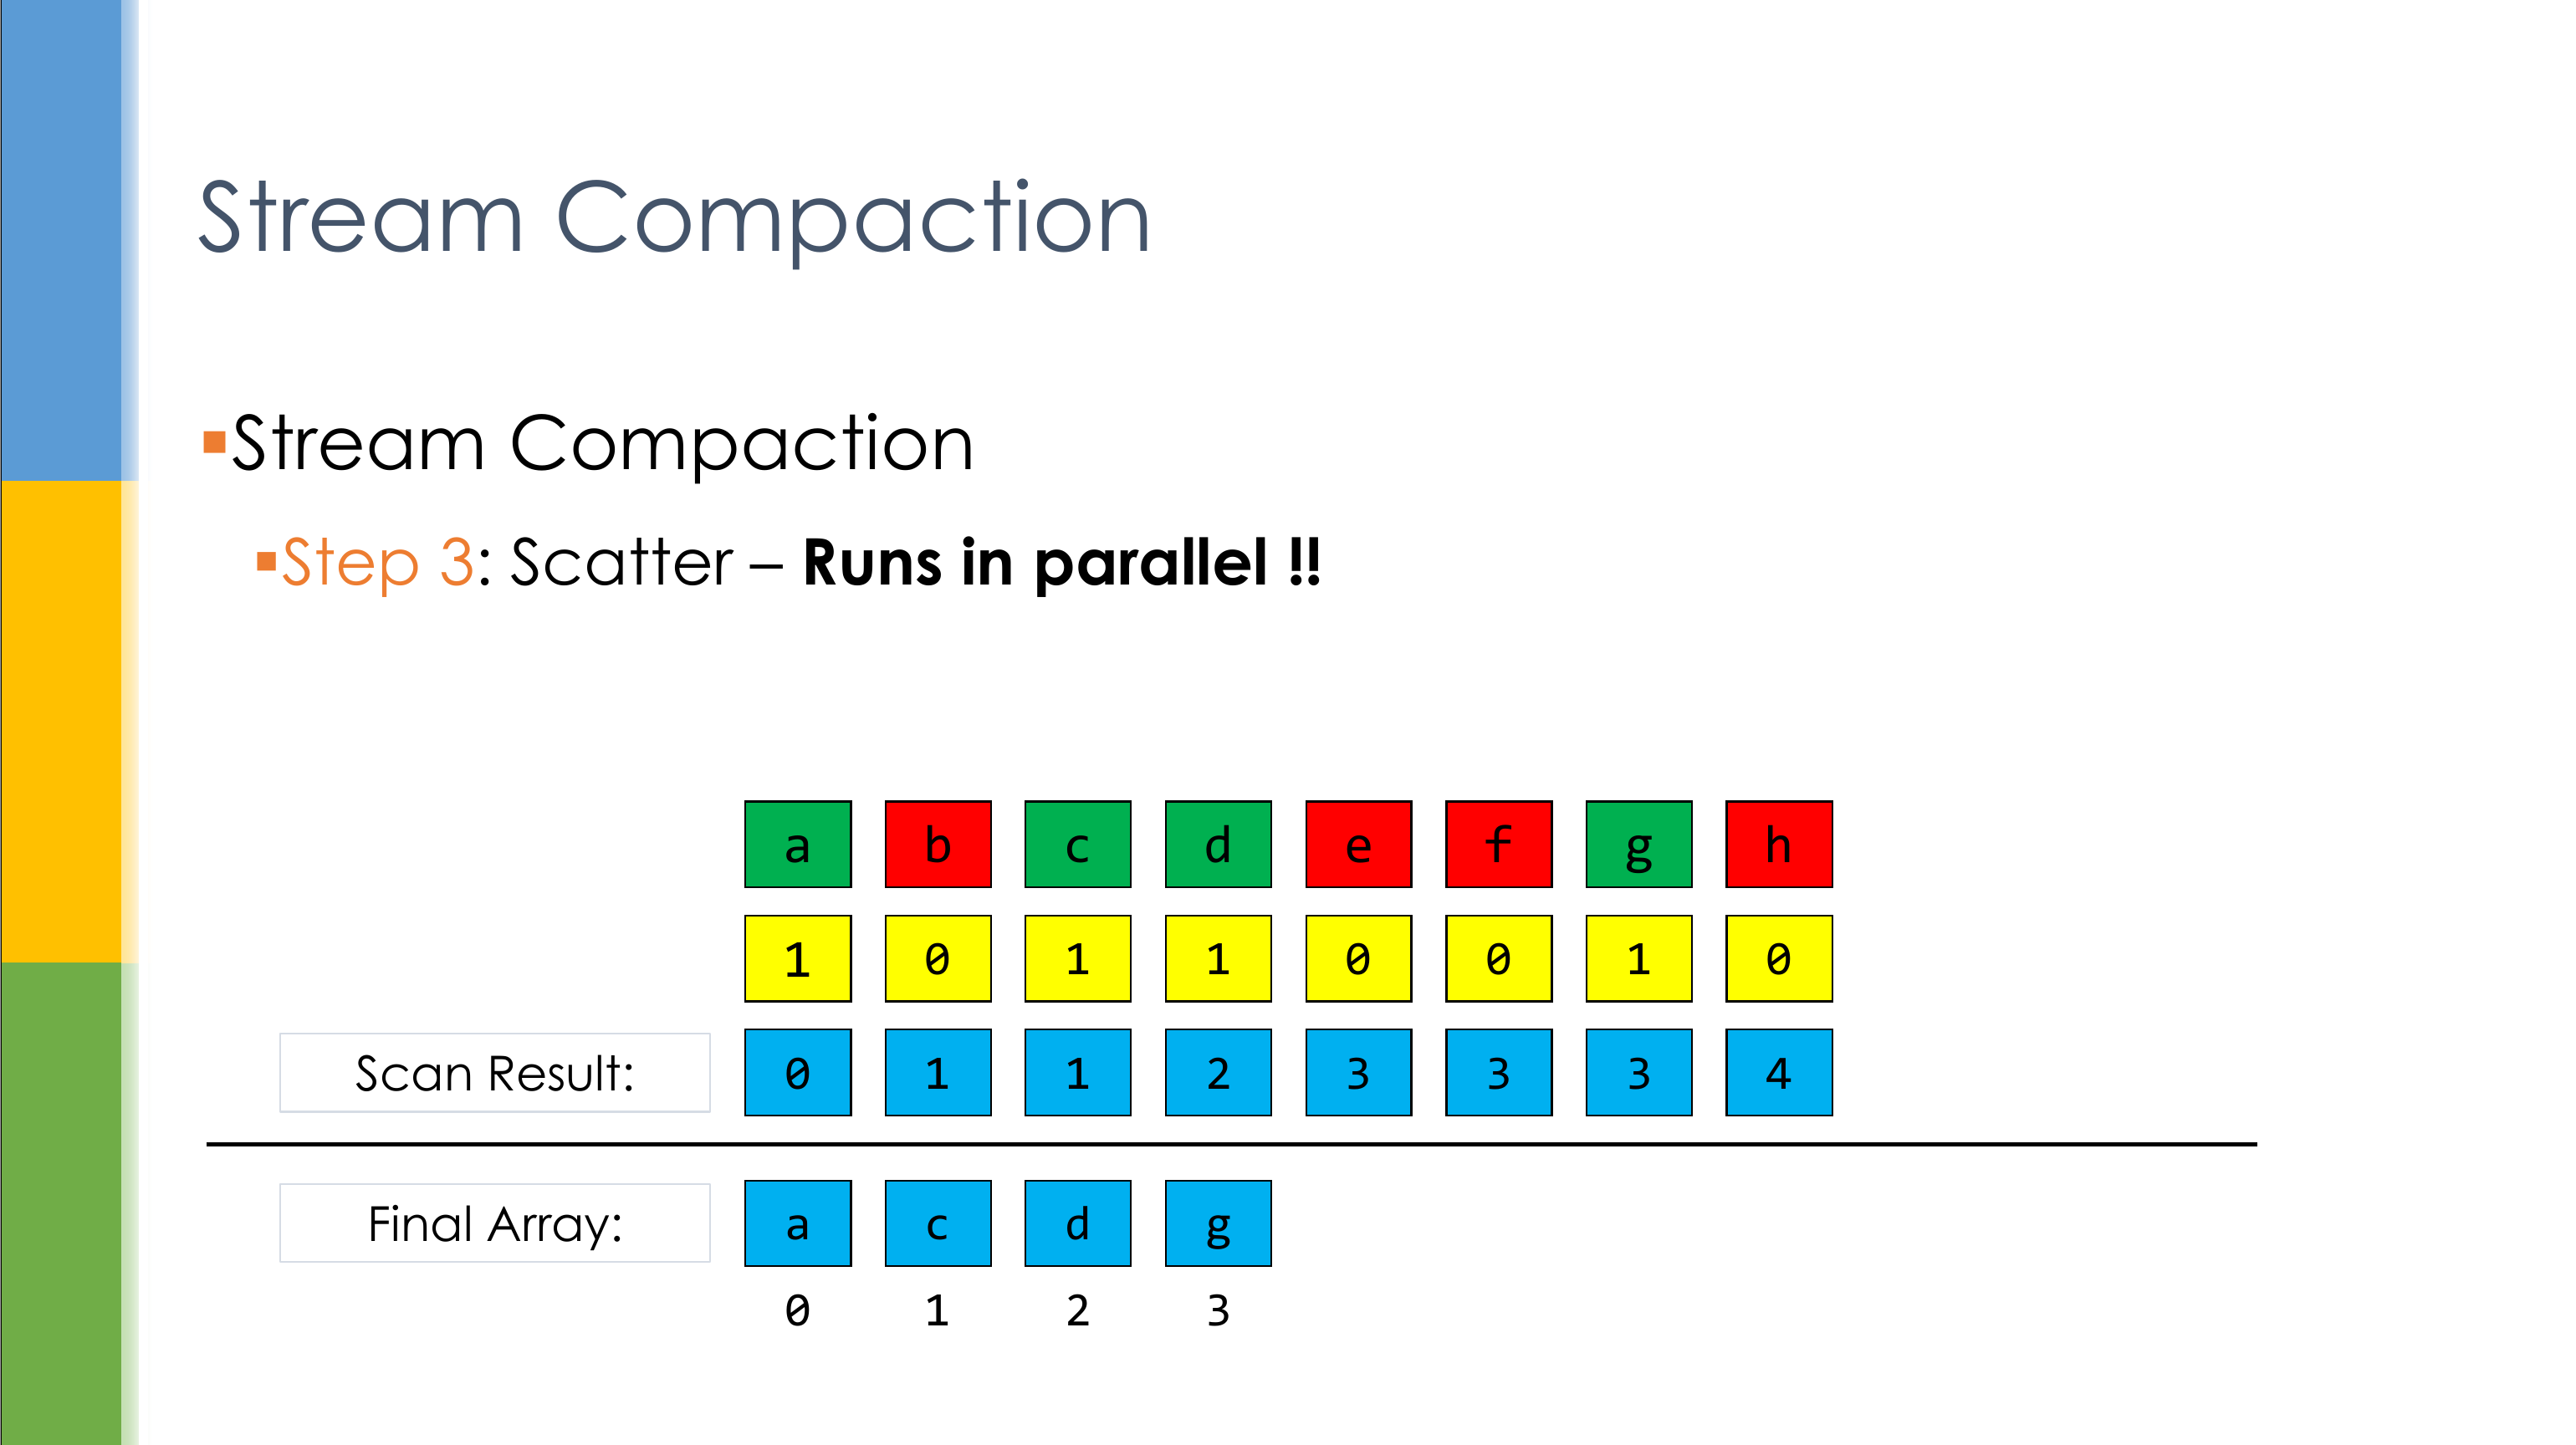 Stream Compaction
▪Stream Compaction
▪Step 3: Scatter – Runs in parallel !!
a b c d e f g h
1 0 1 1 0 0 1 0
Scan Result: 0 1 1 2 3 3 3 4
Final Array: a c d g
0 1 2 3